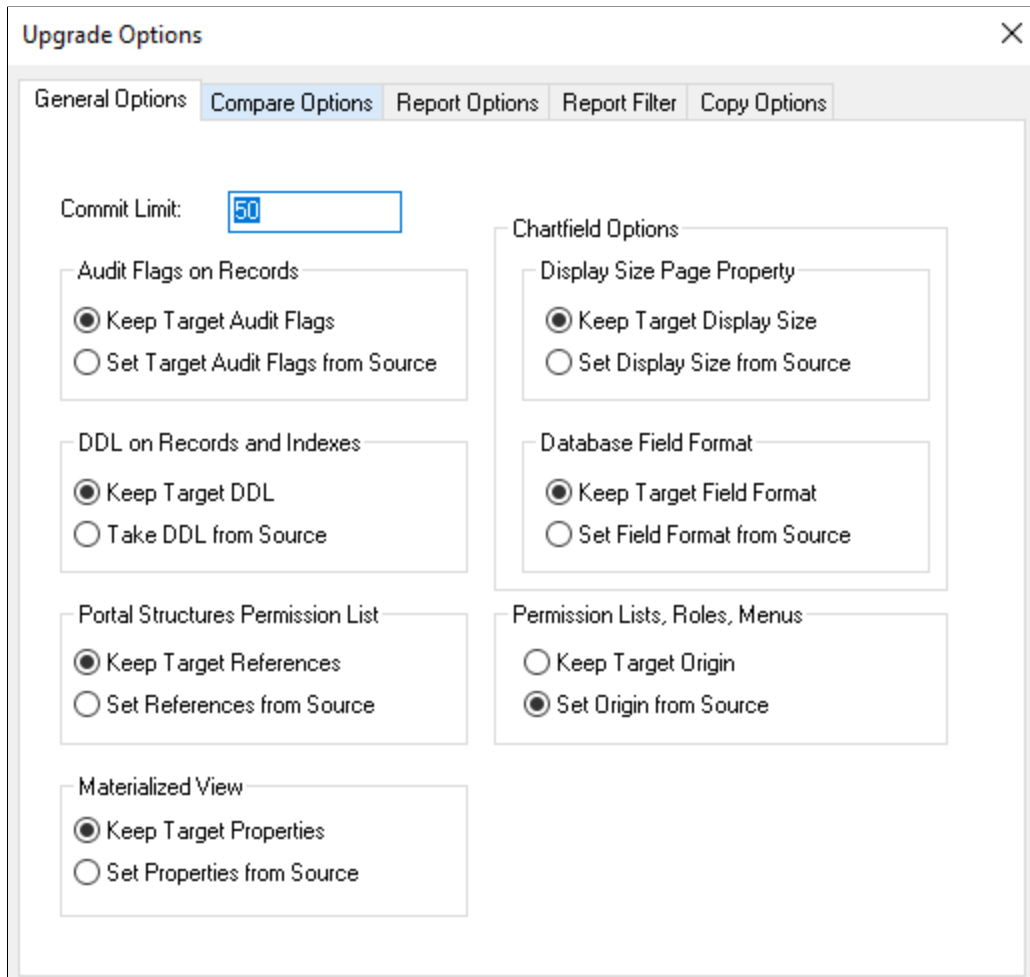 Upgrade Options
General Options
Compare Options
Report Options
Report Filter
Copy Options
Commit Limit:
50
Audit Flags on Records
Keep Target Audit Flags
Set Target Audit Flags from Source
DDL on Records and Indexes
Keep Target DDL
Take DDL from Source
Portal Structures Permission List
Keep Target References
Set References from Source
Materialized View
Keep Target Properties
Set Properties from Source
Chartfield Options
Display Size Page Property
Keep Target Display Size
Set Display Size from Source
Database Field Format
Keep Target Field Format
Set Field Format from Source
Permission Lists, Roles, Menus
Keep Target Origin
Set Origin from Source